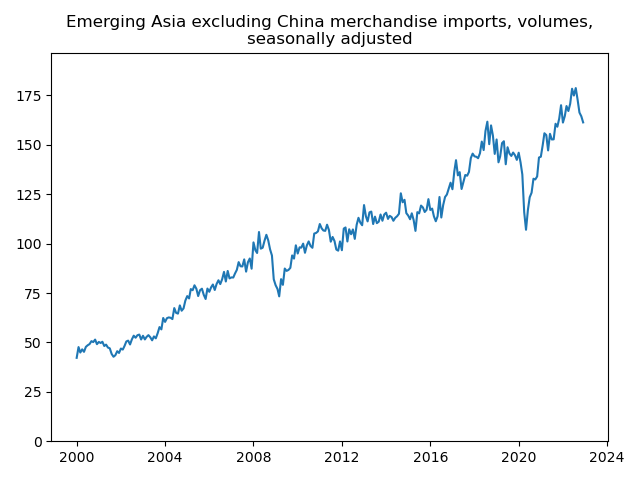 Emerging Asia excluding China merchandise imports, volumes,
seasonally adjusted
175
150
125
100
75
50
25
0
2000 2004 2008 2012 2016 2020 2024